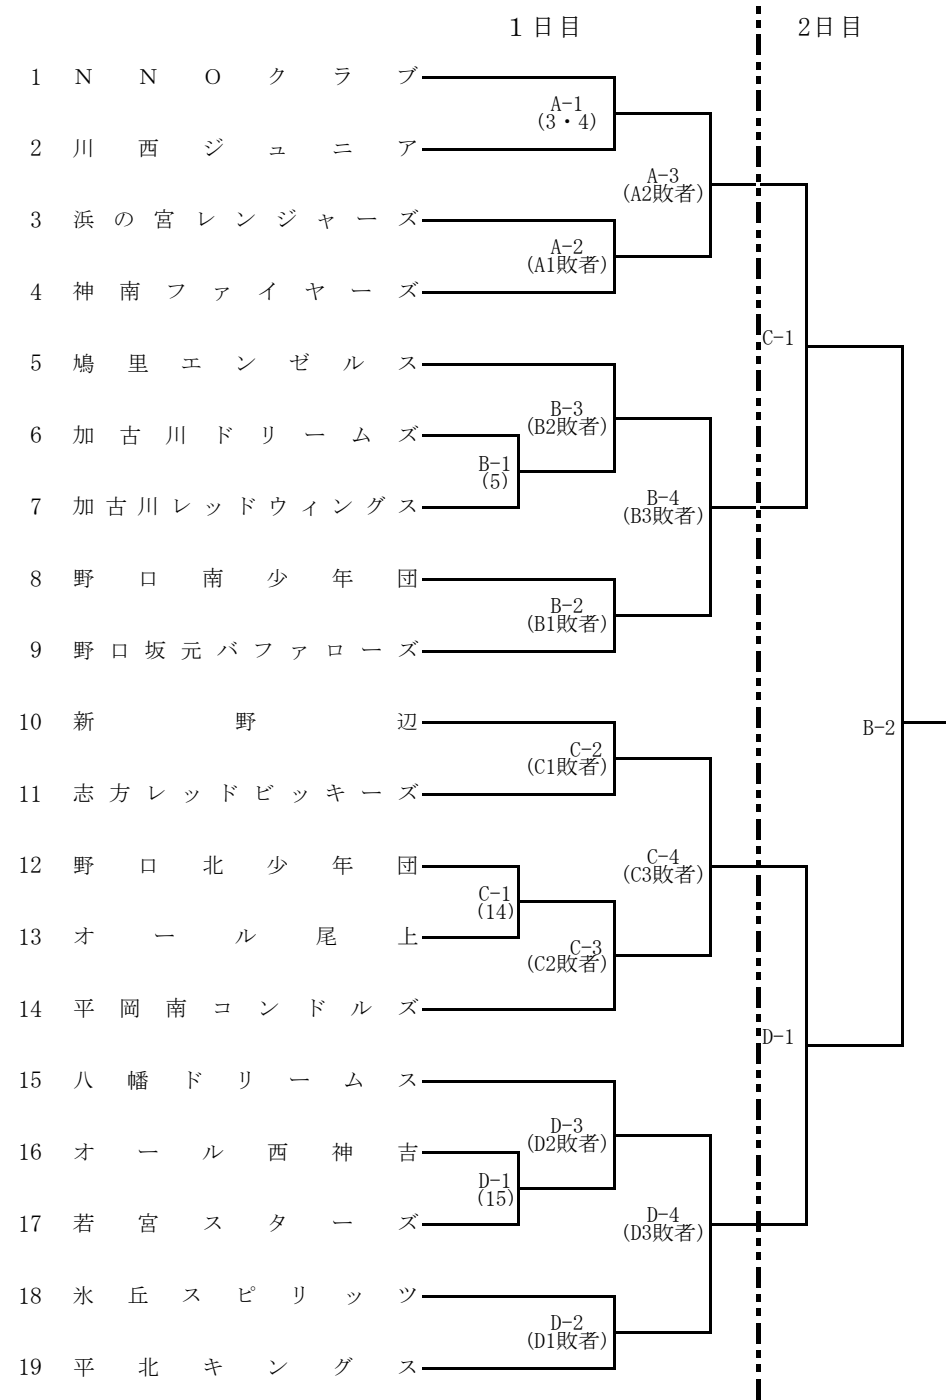 １日目 2日目
1 ＮＮＯクラブ
A-1
(3・4)
2 川西ジュニア
A-3
(A2敗者)
3 浜の宮レンジャーズ
A-2
(A1敗者)
4 神南ファイヤーズ
C-1
5 鳩里エンゼルス
B-3
(B2敗者)
6 加古川ドリームズ
B-1
(5)
7 加古川レッドウィングス
B-4
(B3敗者)
8 野口南少年団
B-2
(B1敗者)
9 野口坂元バファローズ
10 新野辺
B-2
C-2
(C1敗者)
11 志方レッドビッキーズ
12 野口北少年団
C-4
(C3敗者)
C-1
(14)
13 オール尾上
C-3
(C2敗者)
14 平岡南コンドルズ
D-1
15 八幡ドリームス
D-3
(D2敗者)
16 オール西神吉
D-1
(15)
17 若宮スターズ
D-4
(D3敗者)
18 氷丘スピリッツ
D-2
(D1敗者)
19 平北キングス